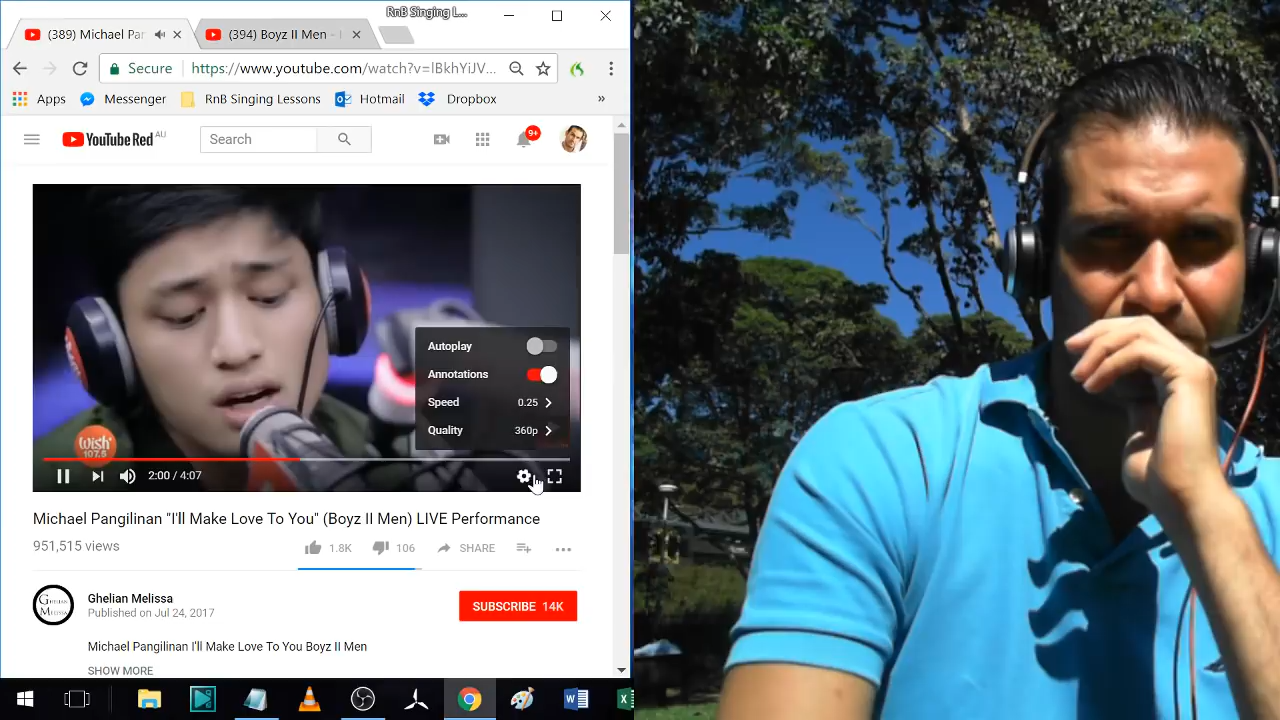 RnB Singing L...
(389) Michael Par
(394) Boyz II Men -
Secure
https://www.youtube.com/watch?v=lBkhYiJV...
Apps
Messenger
RnB Singing Lessons
Hotmail
Dropbox
»
YouTube Red AU
Search
9+
wish
107.5
Autoplay
Annotations
Speed 0.25
Quality 360p
2:00 / 4:07
Michael Pangilinan "I'll Make Love To You" (Boyz II Men) LIVE Performance
951,515 views
1.8K
106
SHARE
GHELIAN
MELISSA
Ghelian Melissa
Published on Jul 24, 2017
SUBSCRIBE 14K
Michael Pangilinan I'll Make Love To You Boyz II Men
SHOW MORE